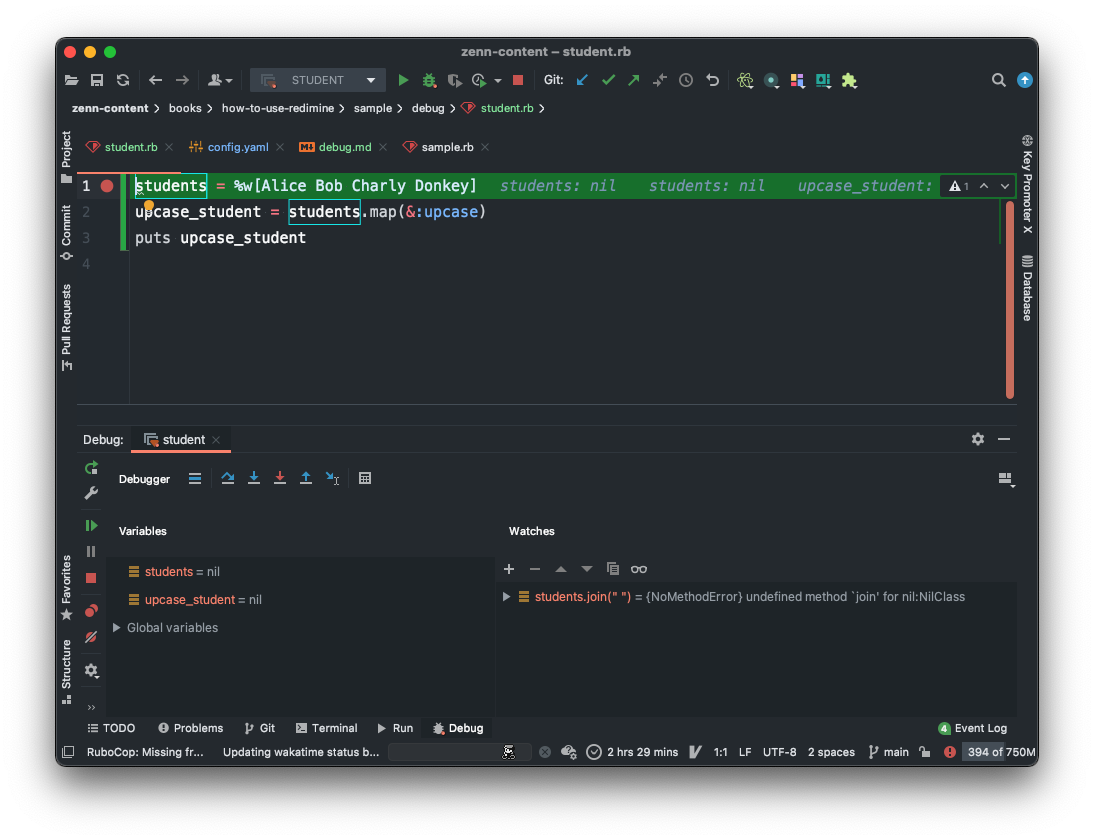 zenn-content – student.rb
STUDENT Git:
zenn-content books how-to-use-redimine sample debug student.rb
student.rb config.yaml debug.md sample.rb
Project
Commit
Pull Requests
Favorites
Structure
Key Promoter X
Database
1 students = %w[Alice Bob Charly Donkey] students: nil students: nil upcase_student: 1
2 upcase_student = students.map(&:upcase)
3 puts upcase_student
4
Debug: student
Debugger
Variables
students = nil
upcase_student = nil
Global variables
Watches
students.join(" ") = {NoMethodError} undefined method `join' for nil:NilClass
TODO Problems Git Terminal Run Debug 4 Event Log
RuboCop: Missing fr... Updating wakatime status b... 2 hrs 29 mins 1:1 LF UTF-8 2 spaces main 394 of 750M